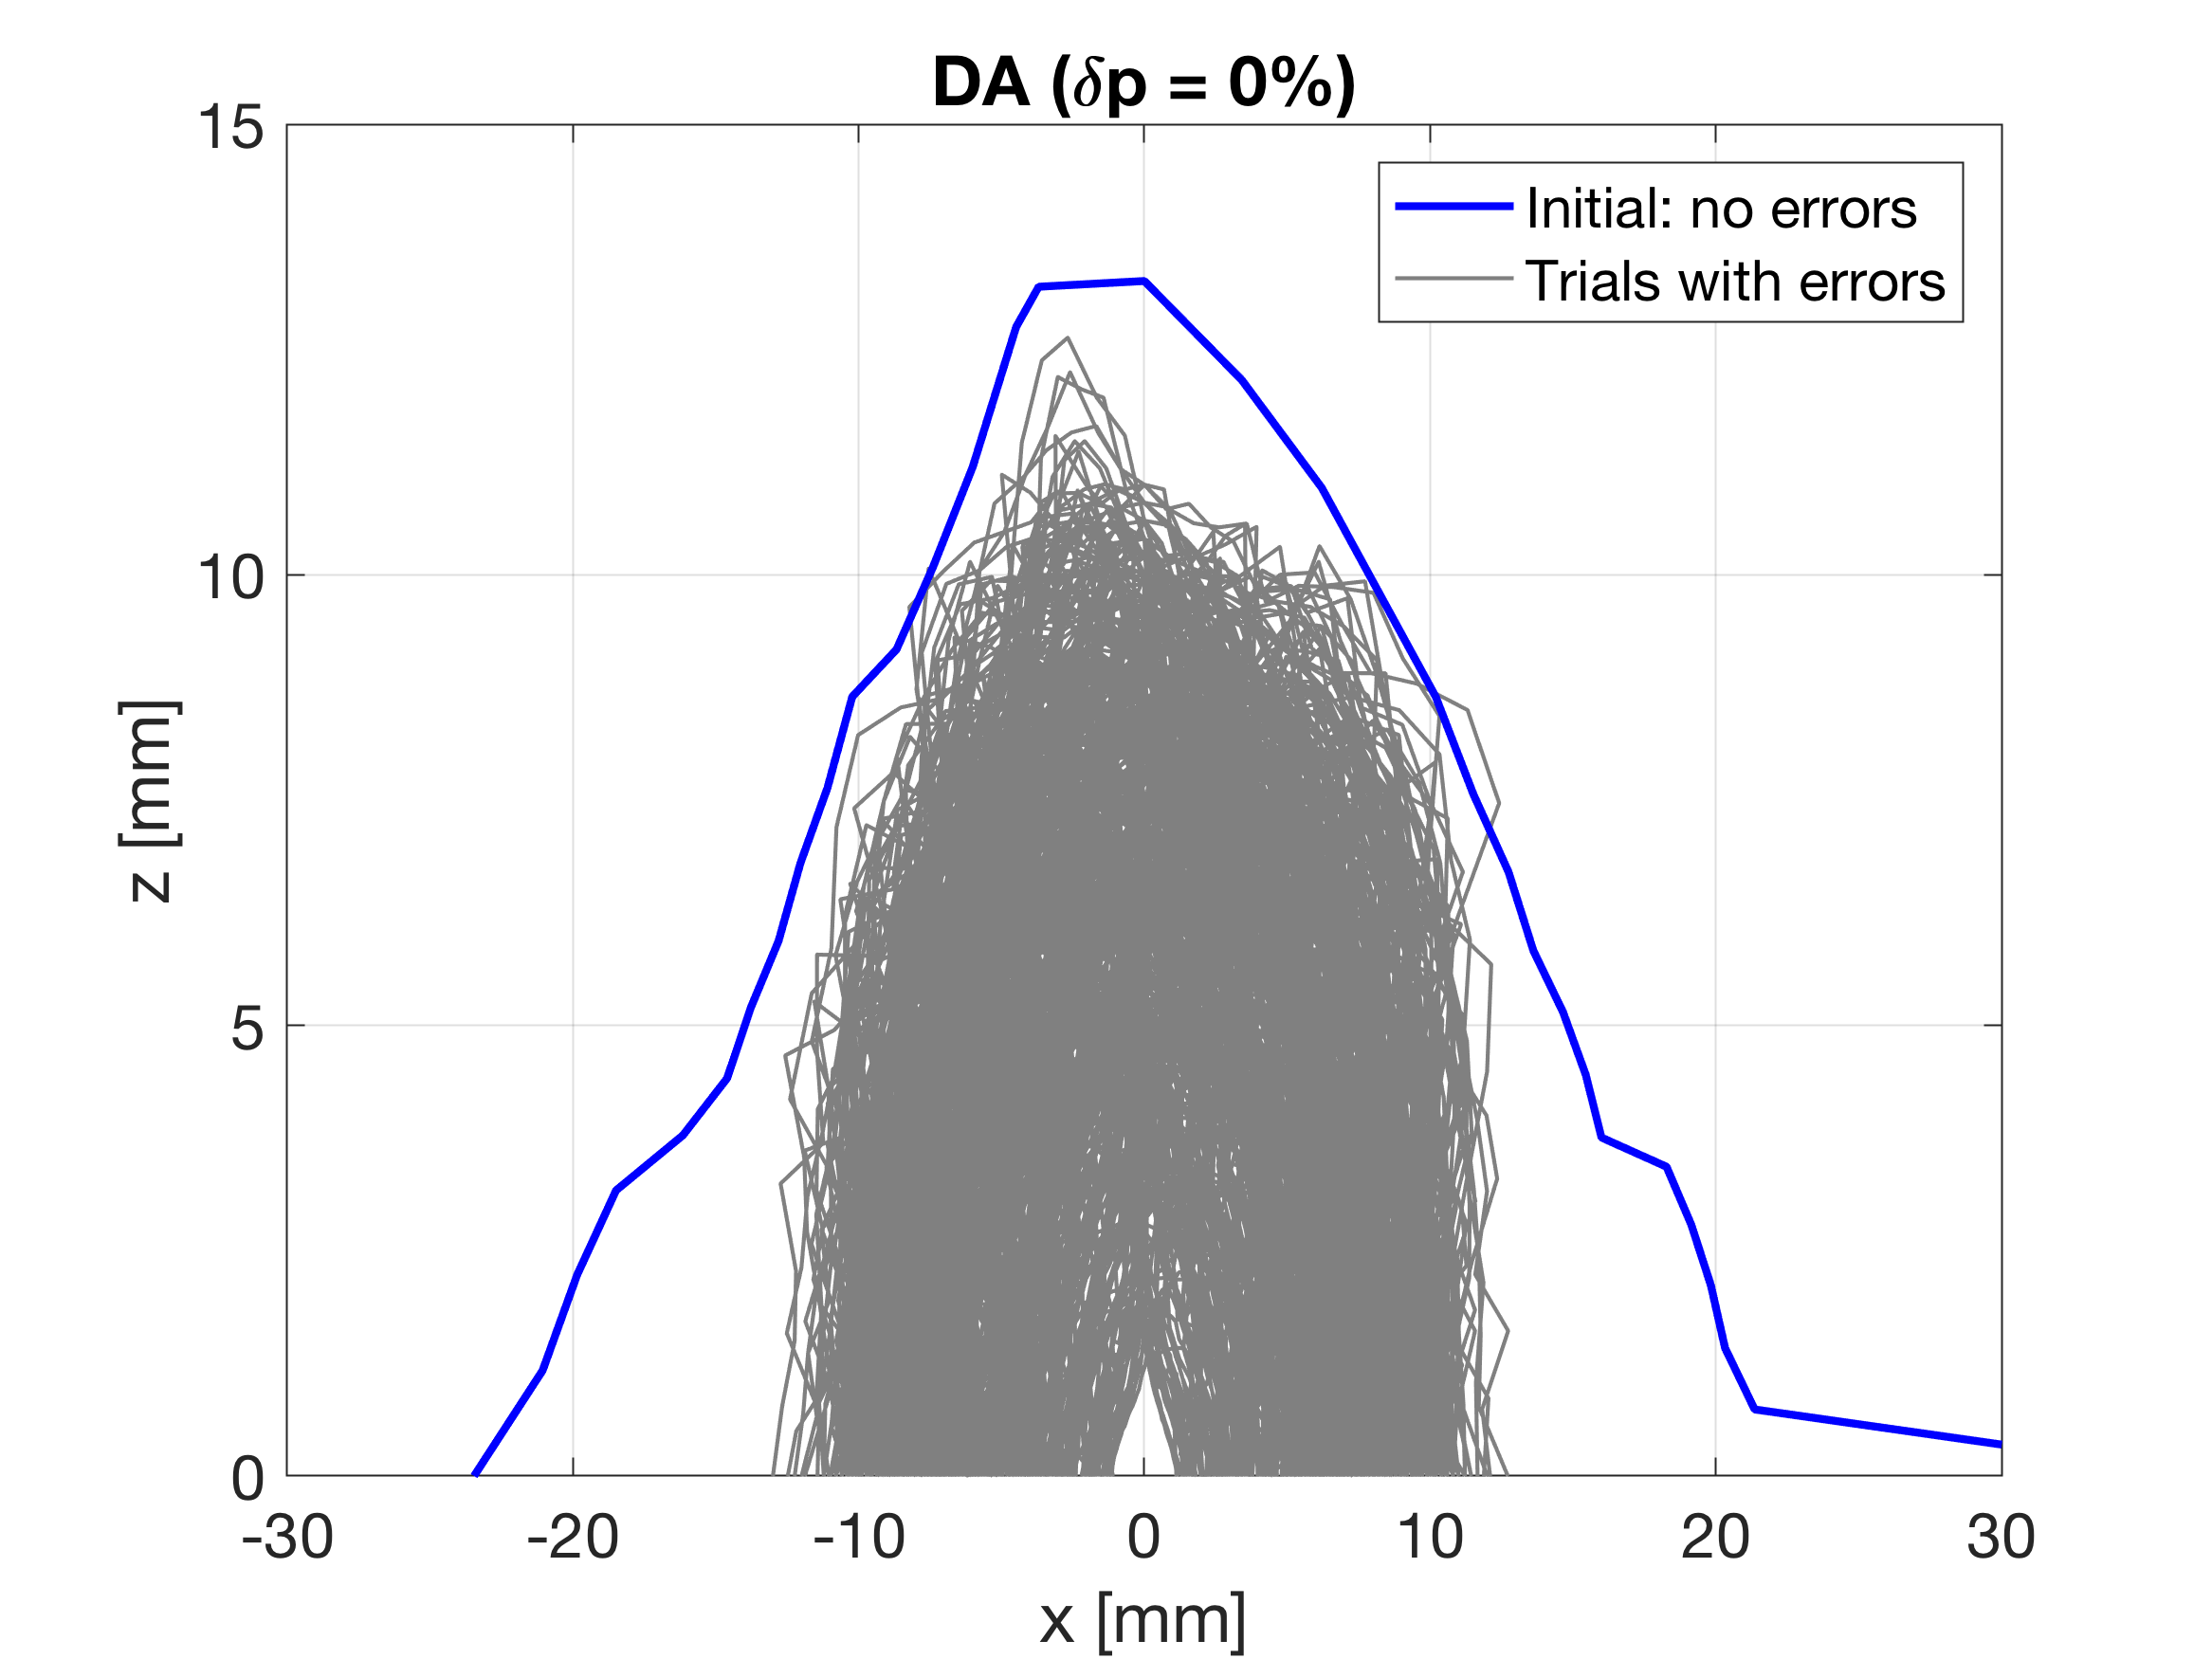 DA (δp = 0%)
15
Initial: no errors
Trials with errors
10
z [mm]
5
0
-30 -20 -10 0 10 20 30
x [mm]